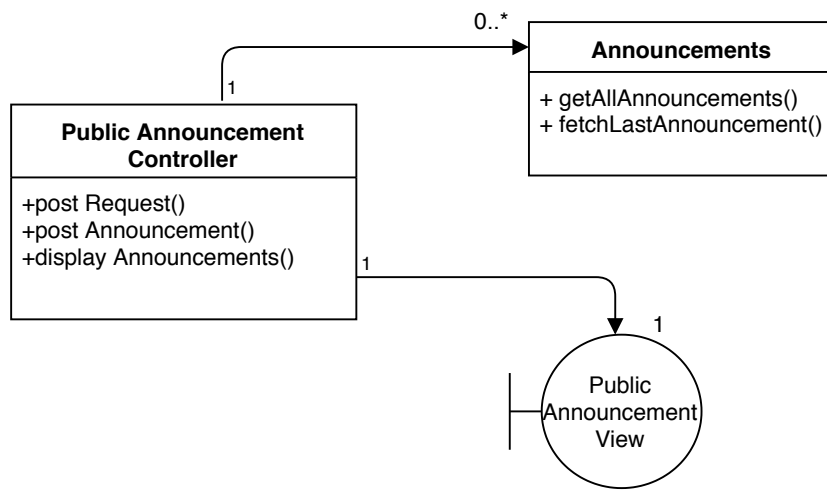 0..*
1
Announcements
+ getAllAnnouncements()
+ fetchLastAnnouncement()
Public Announcement
Controller
+post Request()
+post Announcement()
+display Announcements()
1
1
Public
Announcement
View